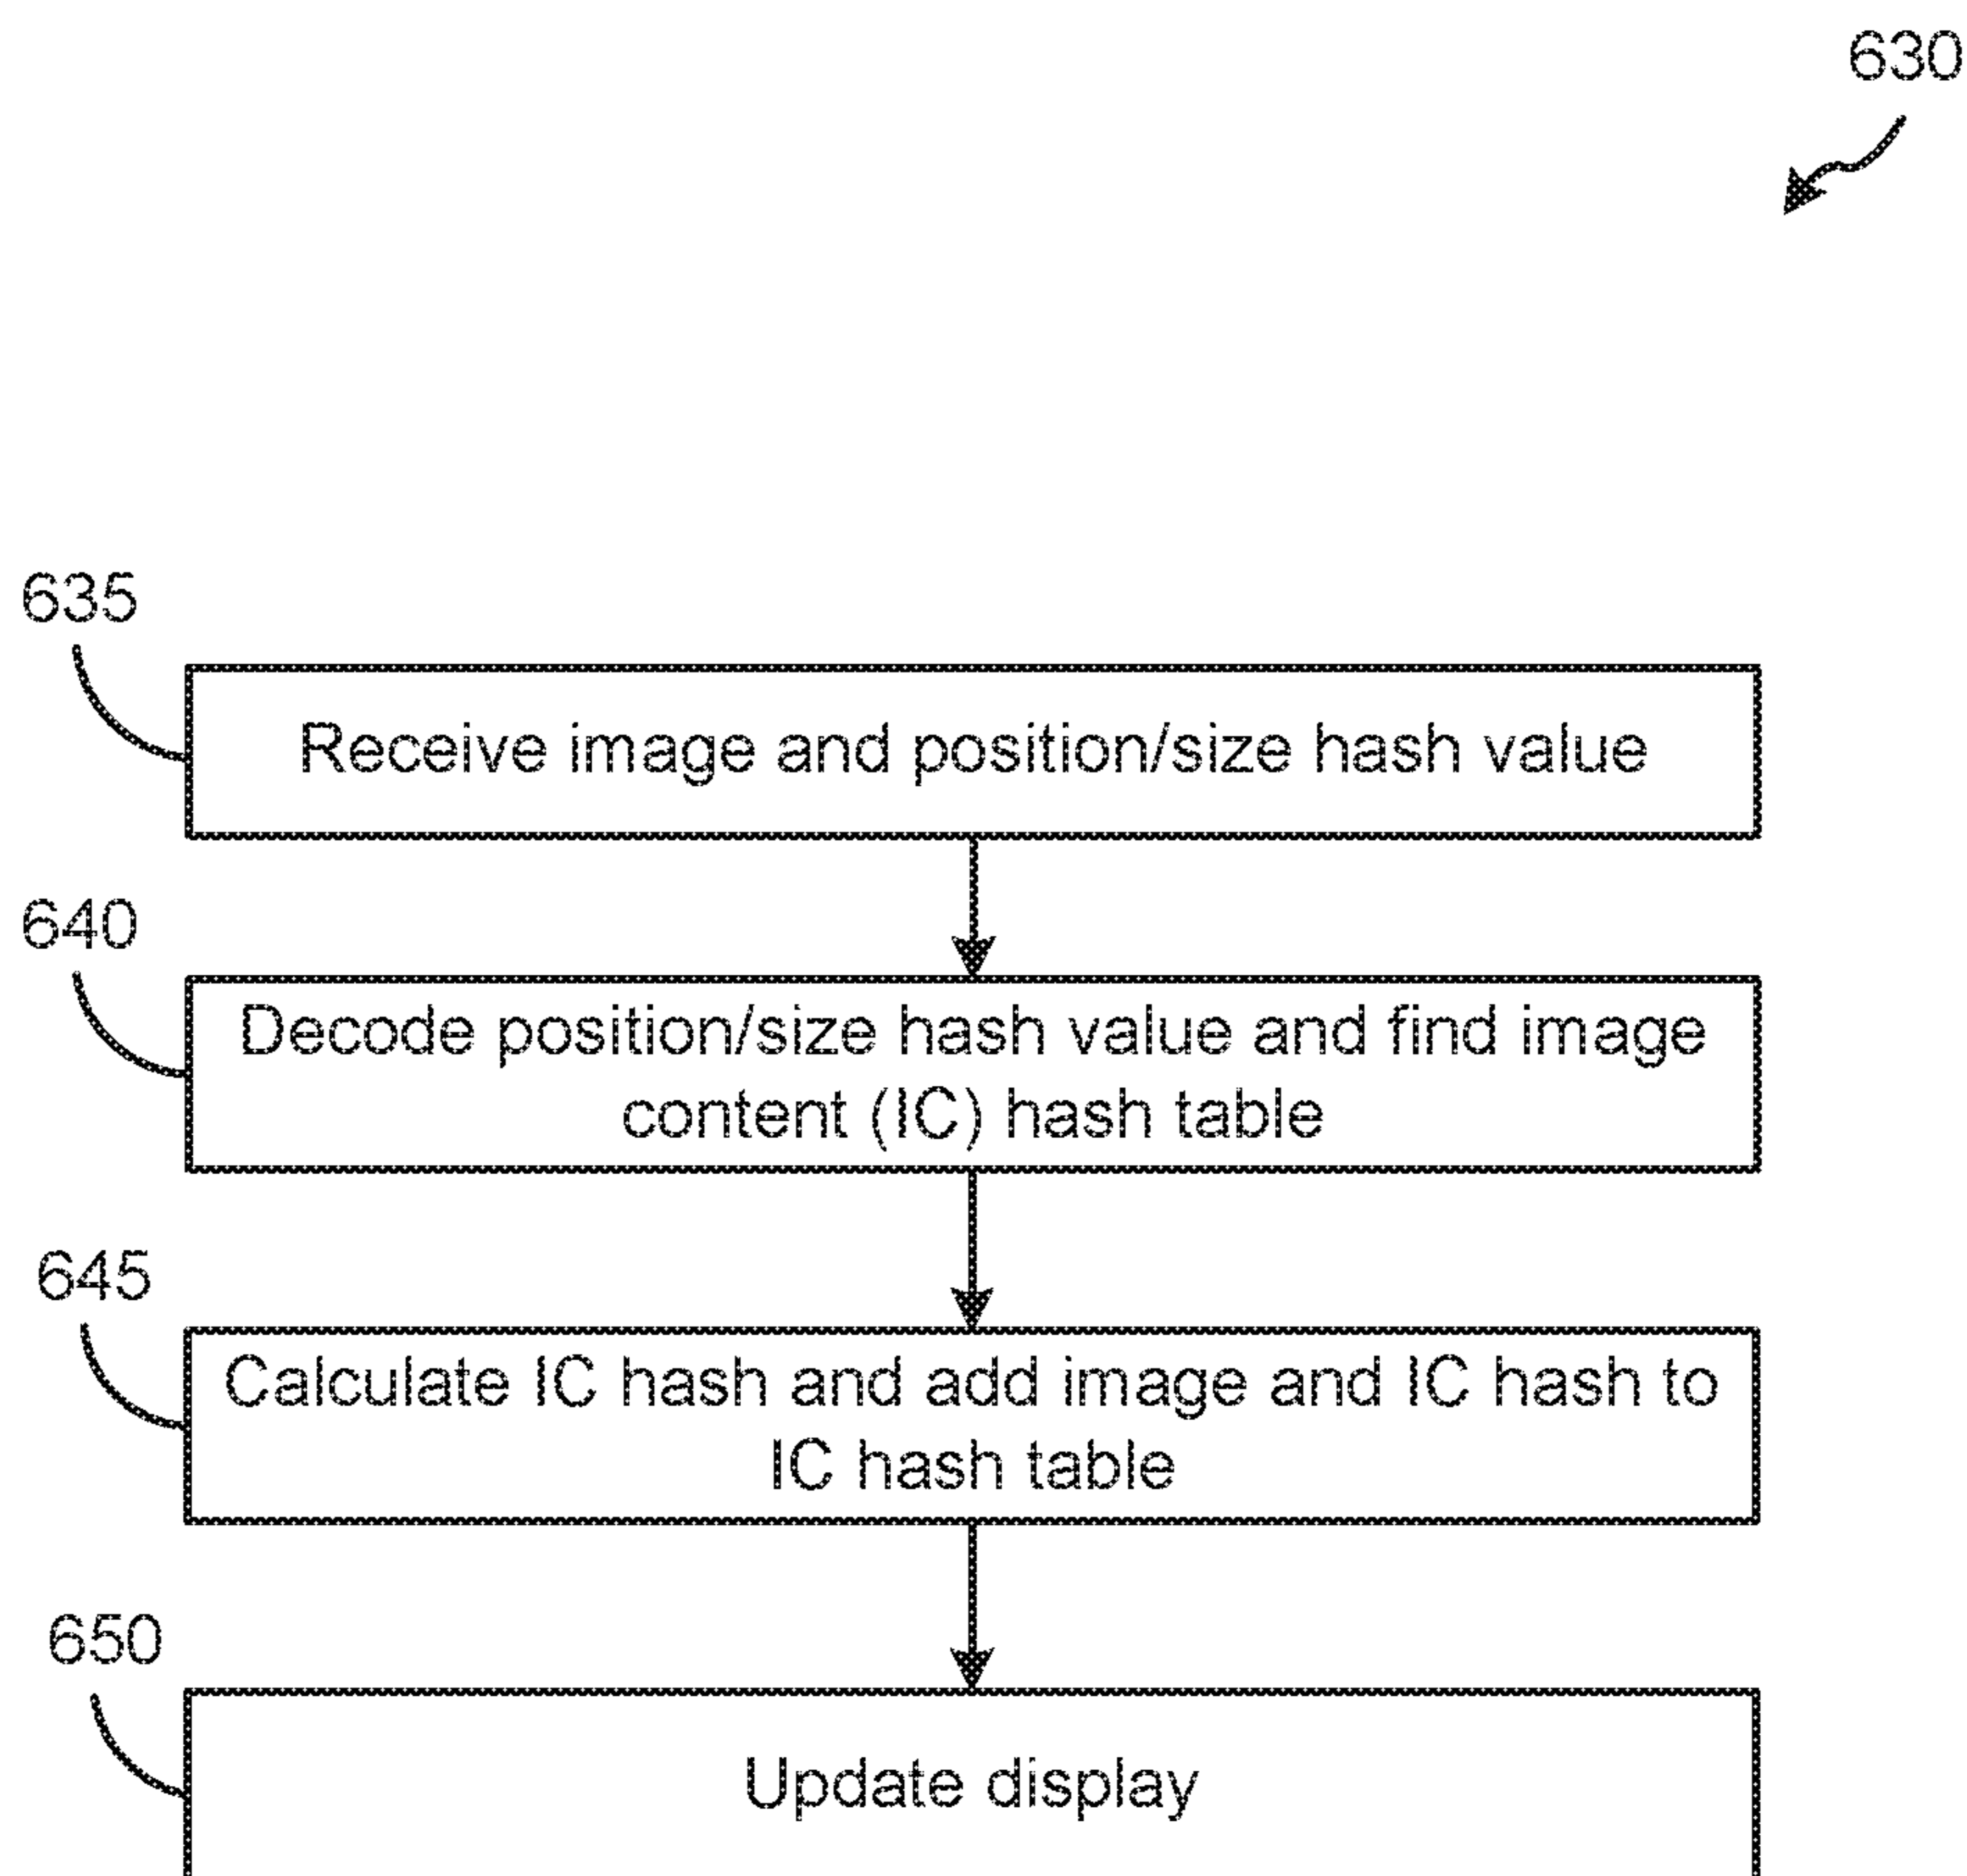 630
635
Receive image and position/size hash value
640
Decode position/size hash value and find image
content (IC) hash table
645
Calculate IC hash and add image and IC hash to
IC hash table
650
Update display